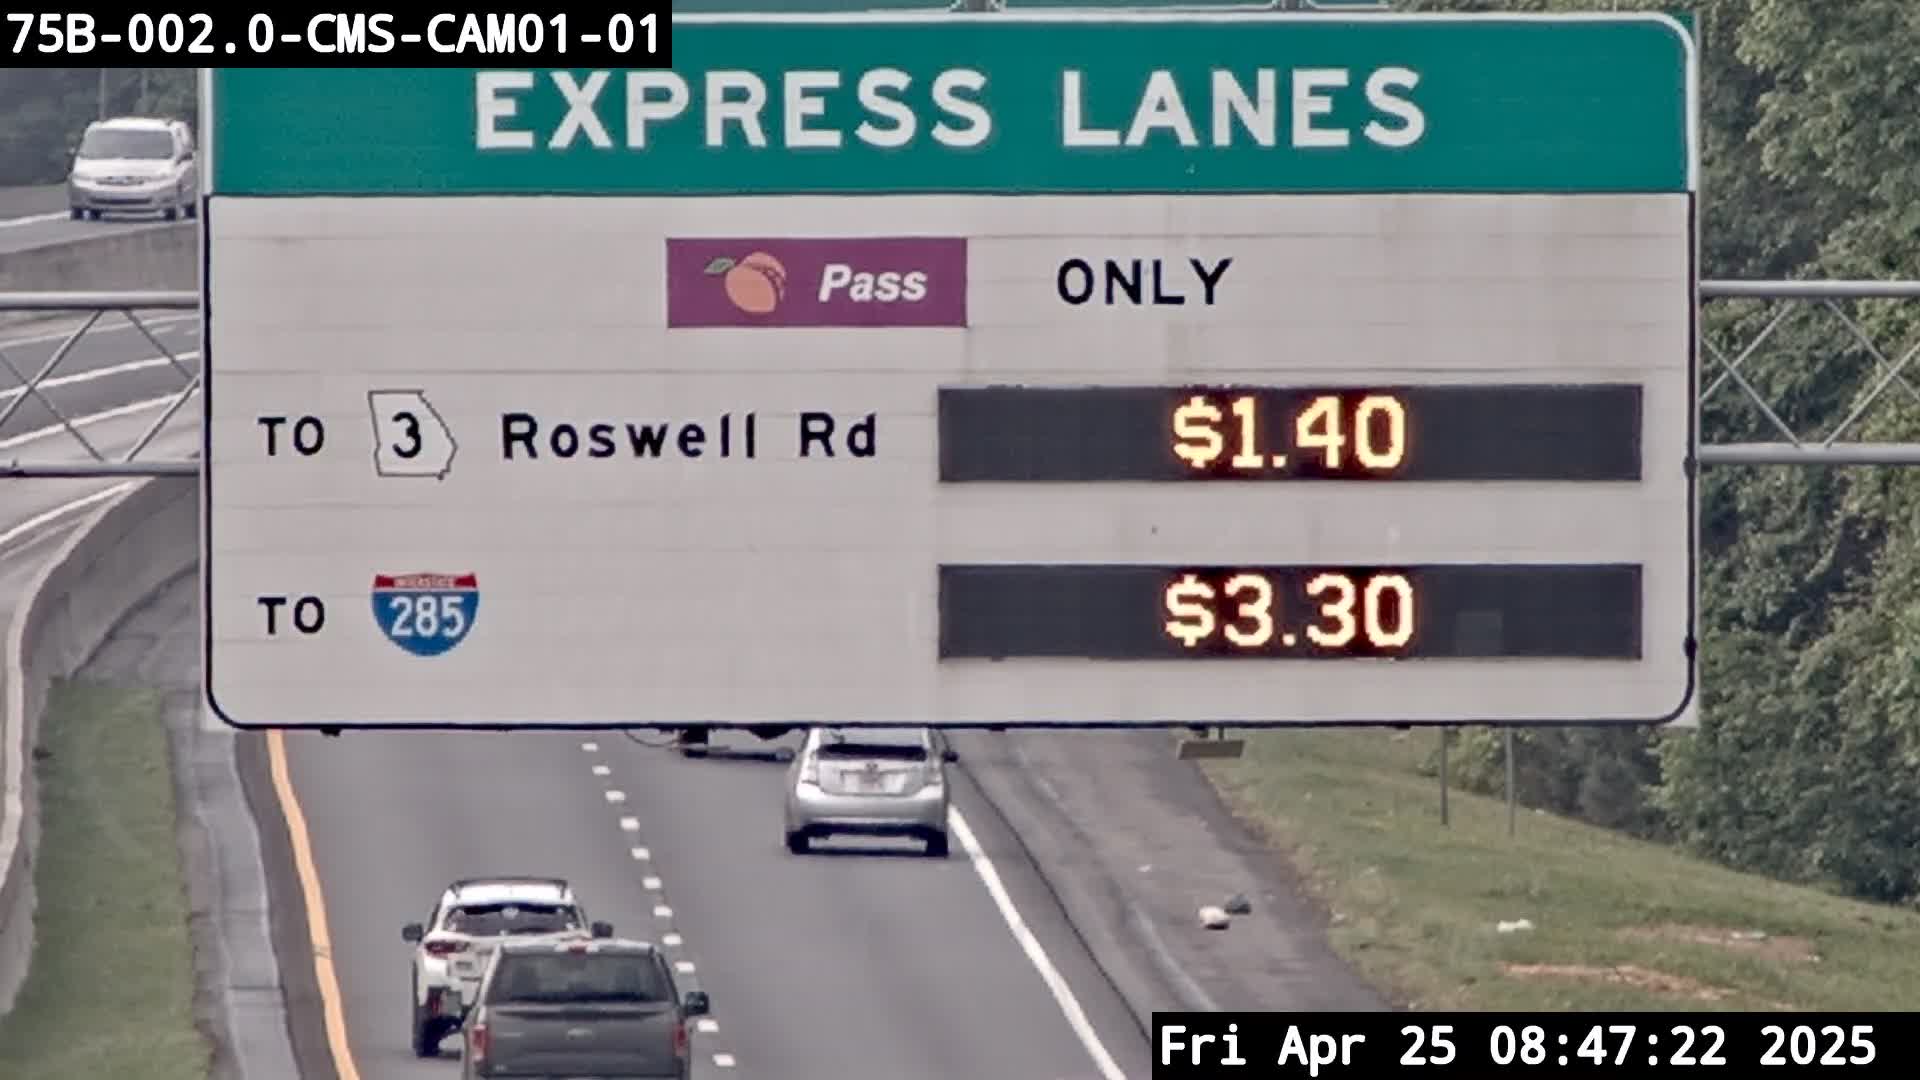 75B-002.0-CMS-CAM01-01
EXPRESS LANES
Pass ONLY
TO 3 Roswell Rd $1.40
INTERSTATE
TO 285 $3.30
Fri Apr 25 08:47:22 2025